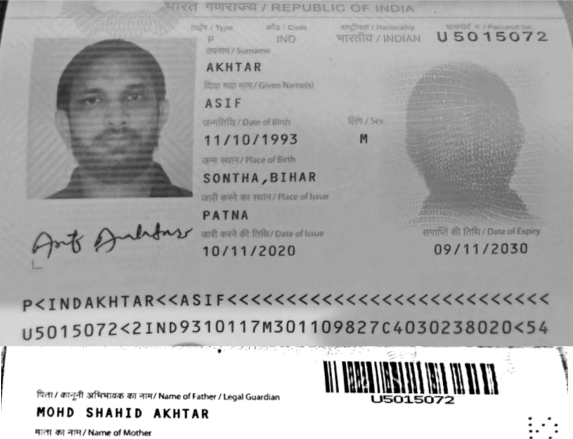 भारत गणराज्य / REPUBLIC OF INDIA
राष्ट्रीय / Type कोड / Code राष्ट्रीयता / Nationality पासपोर्ट न. / Passport No.
P IND भारतीय / INDIAN U5015072
उपनाम / Surname
AKHTAR
दिया गया नाम / Given Name(s)
ASIF
जन्मतिथि / Date of Birth लिंग / Sex
11/10/1993 M
जन्म स्थान / Place of Birth
SONTHA,BIHAR
जारी करने का स्थान / Place of Issue
PATNA
जारी करने की तिथि / Date of Issue समाप्ति की तिथि / Date of Expiry
10/11/2020 09/11/2030
P<INDAKHTAR<<ASIF<<<<<<<<<<<<<<<<<<<<<<<<<<<
U5015072<2IND9310117M301109827C4030238020<54
पिता / कानूनी अभिभावक का नाम / Name of Father / Legal Guardian
U5015072
MOHD SHAHID AKHTAR
माता का नाम / Name of Mother